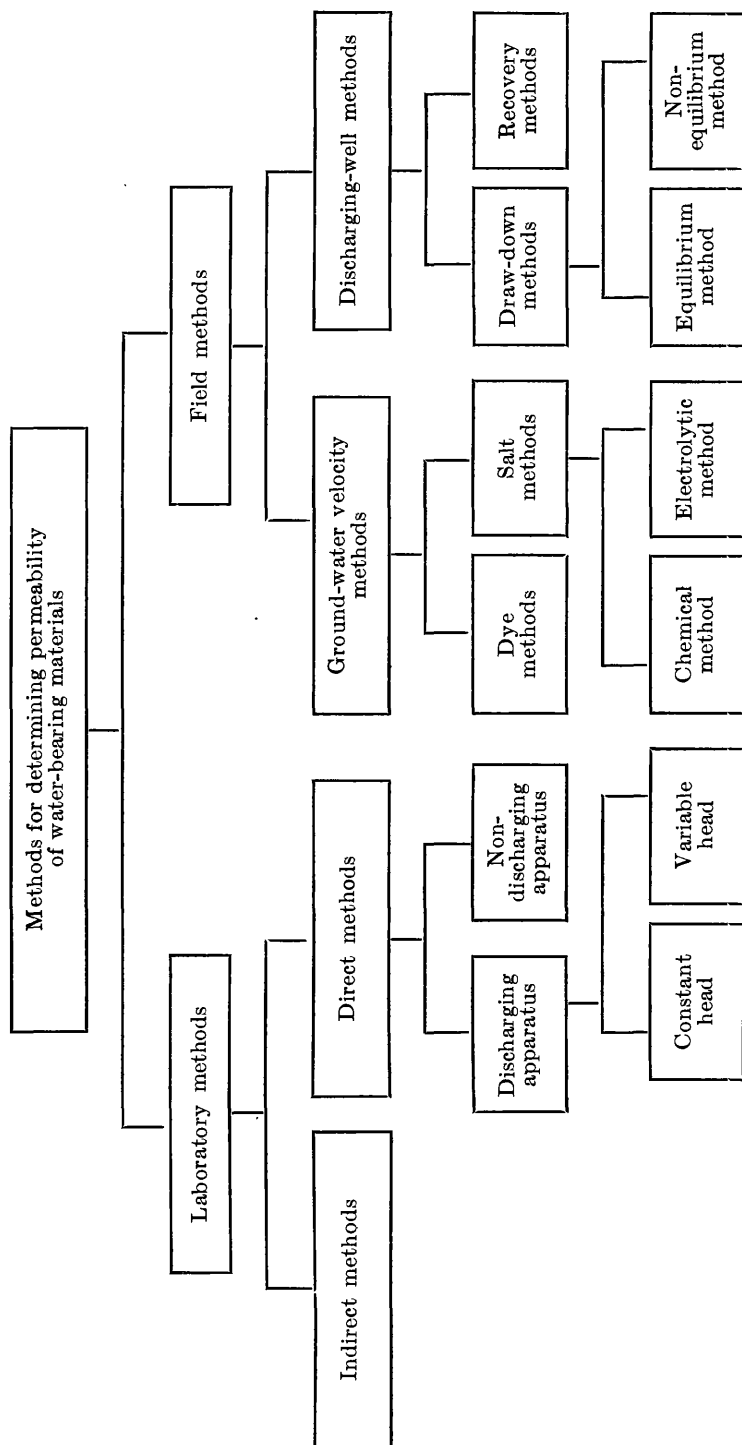 Methods for determining permeability
of water-bearing materials
Laboratory methods
Field methods
Indirect methods
Direct methods
Ground-water velocity
methods
Discharging-well methods
Discharging
apparatus
Non-
discharging
apparatus
Dye
methods
Salt
methods
Draw-down
methods
Recovery
methods
Constant
head
Variable
head
Chemical
method
Electrolytic
method
Equilibrium
method
Non-
equilibrium
method